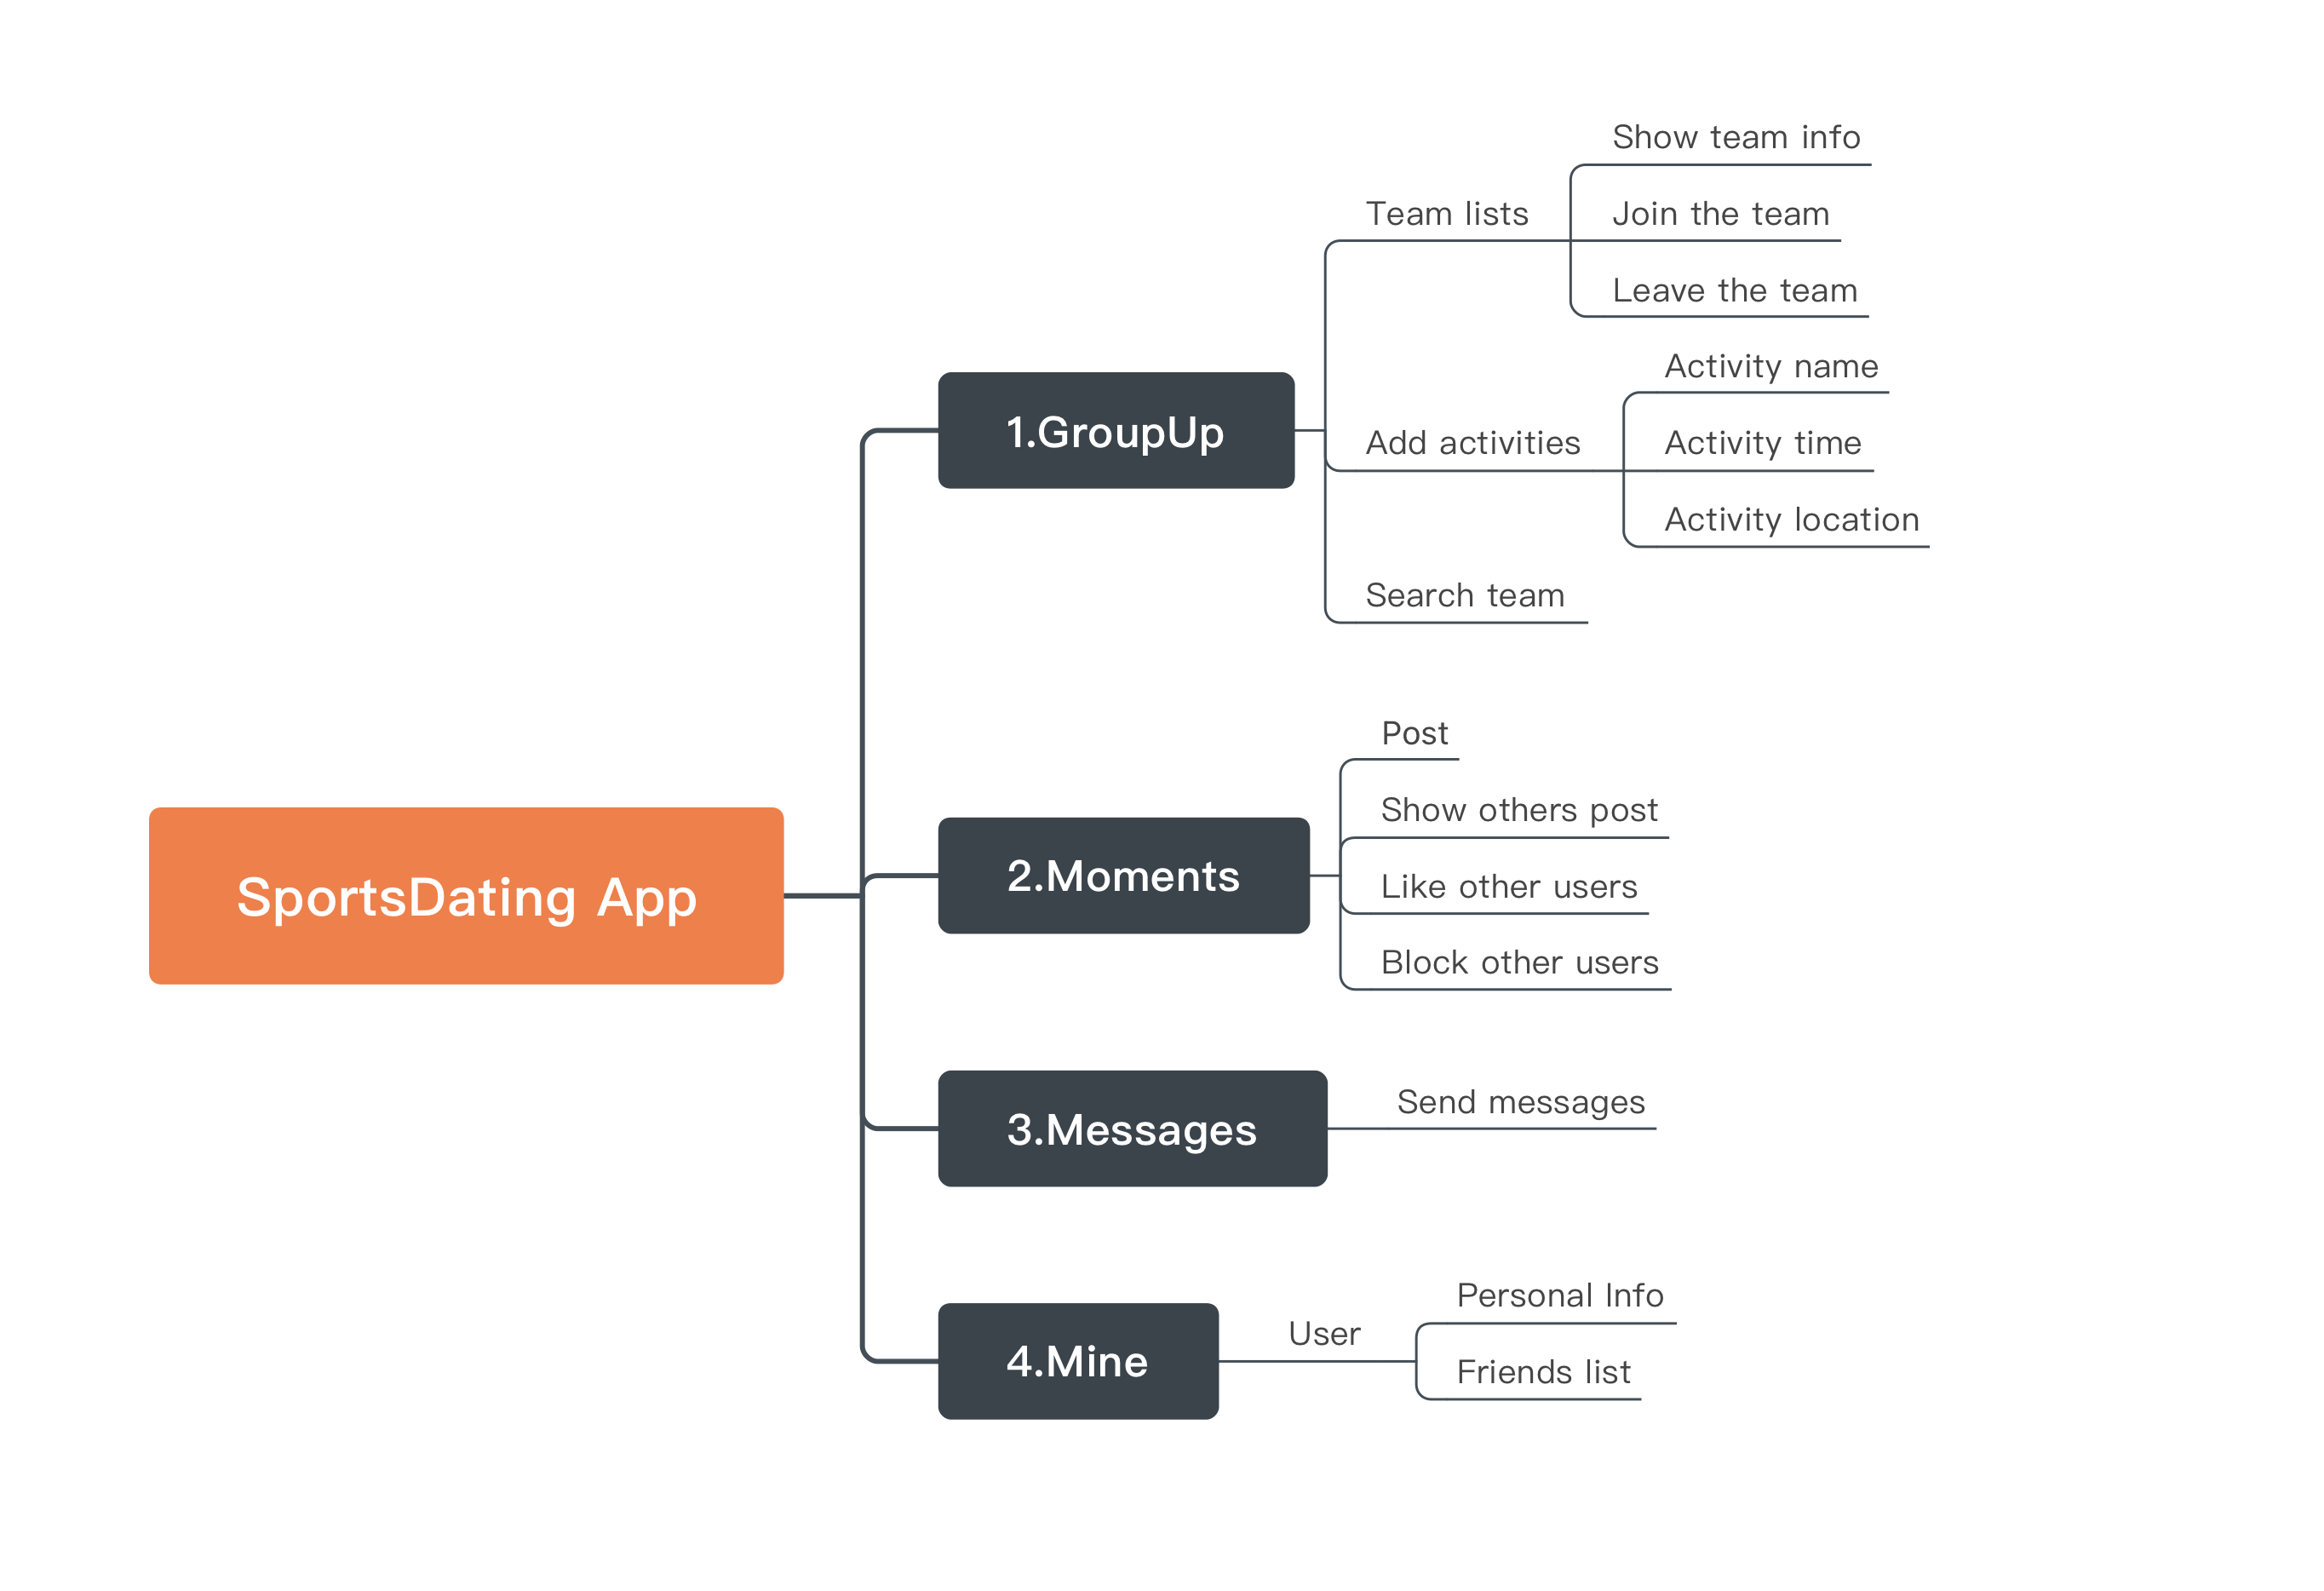 SportsDating App
1.GroupUp
Team lists
Show team info
Join the team
Leave the team
Add activities
Activity name
Activity time
Activity location
Search team
2.Moments
Post
Show others post
Like other users
Block other users
3.Messages
Send messages
4.Mine
User
Personal Info
Friends list